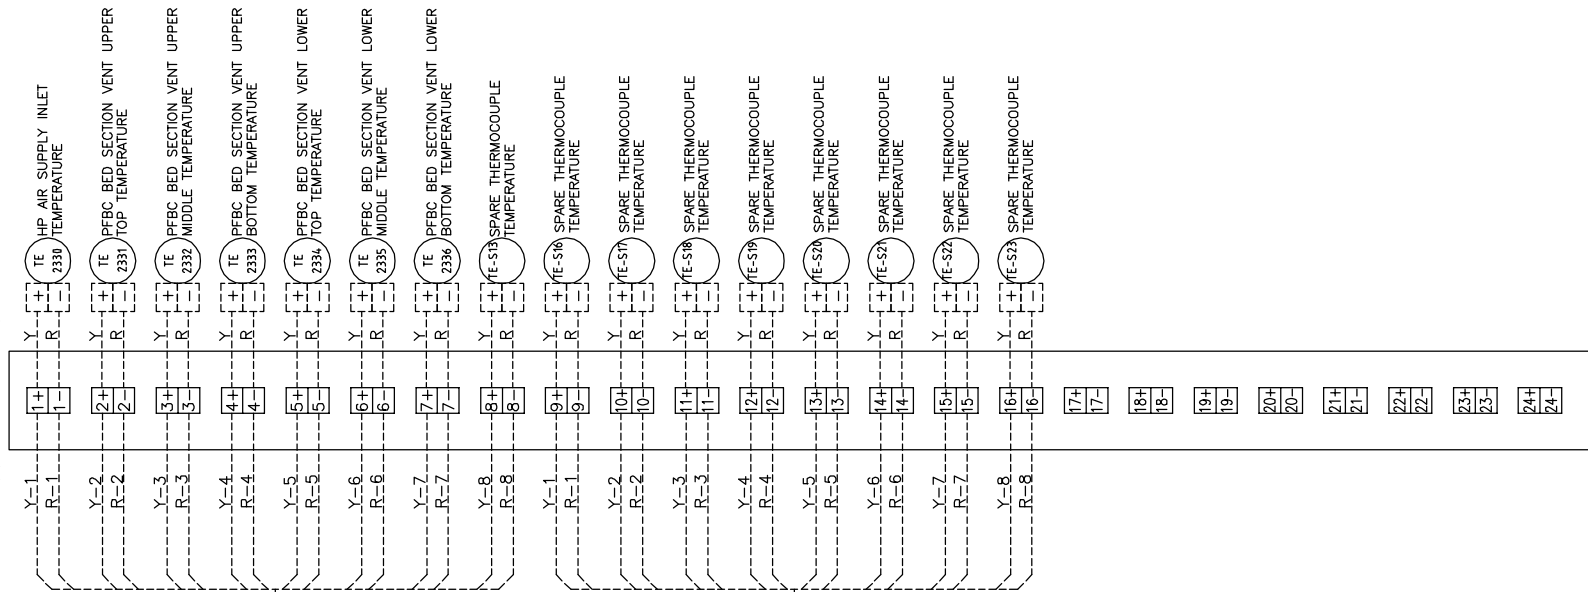 HP AIR SUPPLY INLET
TEMPERATURE
PFBC BED SECTION VENT UPPER
TOP TEMPERATURE
PFBC BED SECTION VENT UPPER
MIDDLE TEMPERATURE
PFBC BED SECTION VENT UPPER
BOTTOM TEMPERATURE
PFBC BED SECTION VENT LOWER
TOP TEMPERATURE
PFBC BED SECTION VENT LOWER
MIDDLE TEMPERATURE
PFBC BED SECTION VENT LOWER
BOTTOM TEMPERATURE
SPARE THERMOCOUPLE
TEMPERATURE
SPARE THERMOCOUPLE
TEMPERATURE
SPARE THERMOCOUPLE
TEMPERATURE
SPARE THERMOCOUPLE
TEMPERATURE
SPARE THERMOCOUPLE
TEMPERATURE
SPARE THERMOCOUPLE
TEMPERATURE
SPARE THERMOCOUPLE
TEMPERATURE
SPARE THERMOCOUPLE
TEMPERATURE
SPARE THERMOCOUPLE
TEMPERATURE
TE
2310
TE
2331
TE
2332
TE
2333
TE
2334
TE
2335
TE
2336
TE-S13
TE-S16
TE-S17
TE-S18
TE-S19
TE-S20
TE-S21
TE-S22
TE-S23
+ - + - + - + - + - + - + - + - + - + - + - + - + - + - + - + -
Y R Y R Y R Y R Y R Y R Y R Y R Y R Y R Y R Y R Y R Y R Y R Y R
1+
1-
2+
2-
3+
3-
4+
4-
5+
5-
6+
6-
7+
7-
8+
8-
9+
9-
10+
10-
11+
11-
12+
12-
13+
13-
14+
14-
15+
15-
16+
16-
17+
17-
18+
18-
19+
19-
20+
20-
21+
21-
22+
22-
23+
23-
24+
24-
Y-1
R-1
Y-2
R-2
Y-3
R-3
Y-4
R-4
Y-5
R-5
Y-6
R-6
Y-7
R-7
Y-8
R-8
Y-1
R-1
Y-2
R-2
Y-3
R-3
Y-4
R-4
Y-5
R-5
Y-6
R-6
Y-7
R-7
Y-8
R-8